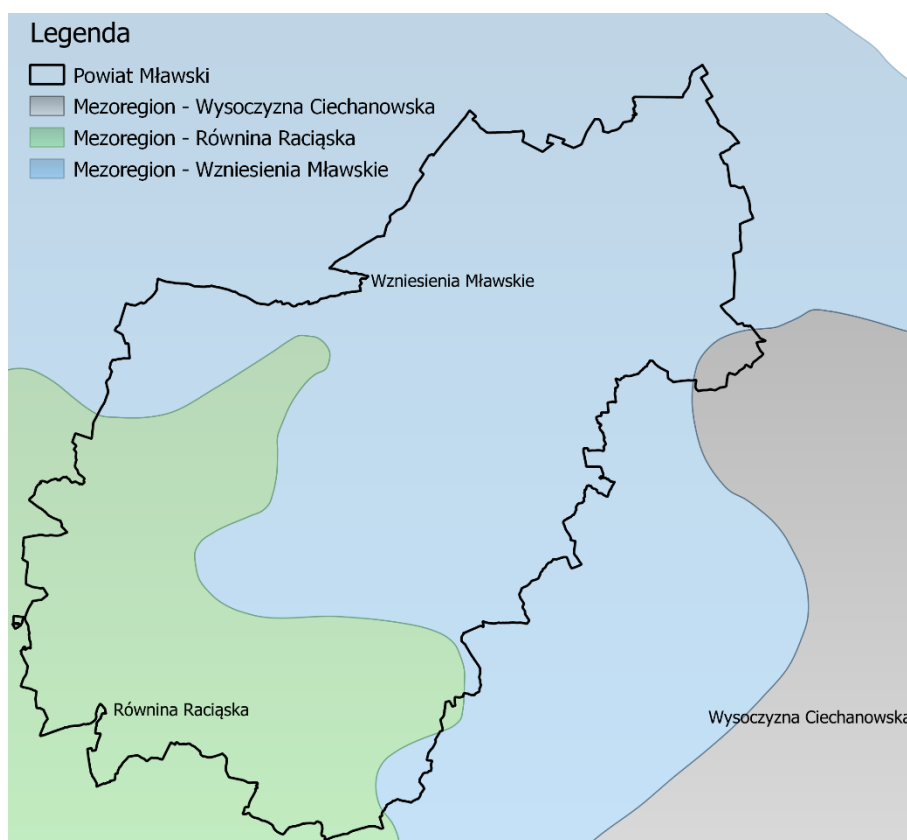 Legenda
Powiat Mławski
Mezoregion - Wysoczyzna Ciechanowska
Mezoregion - Równina Raciąska
Mezoregion - Wzniesienia Mławskie
Wzniesienia Mławskie
Równina Raciąska
Wysoczyzna Ciechanowska